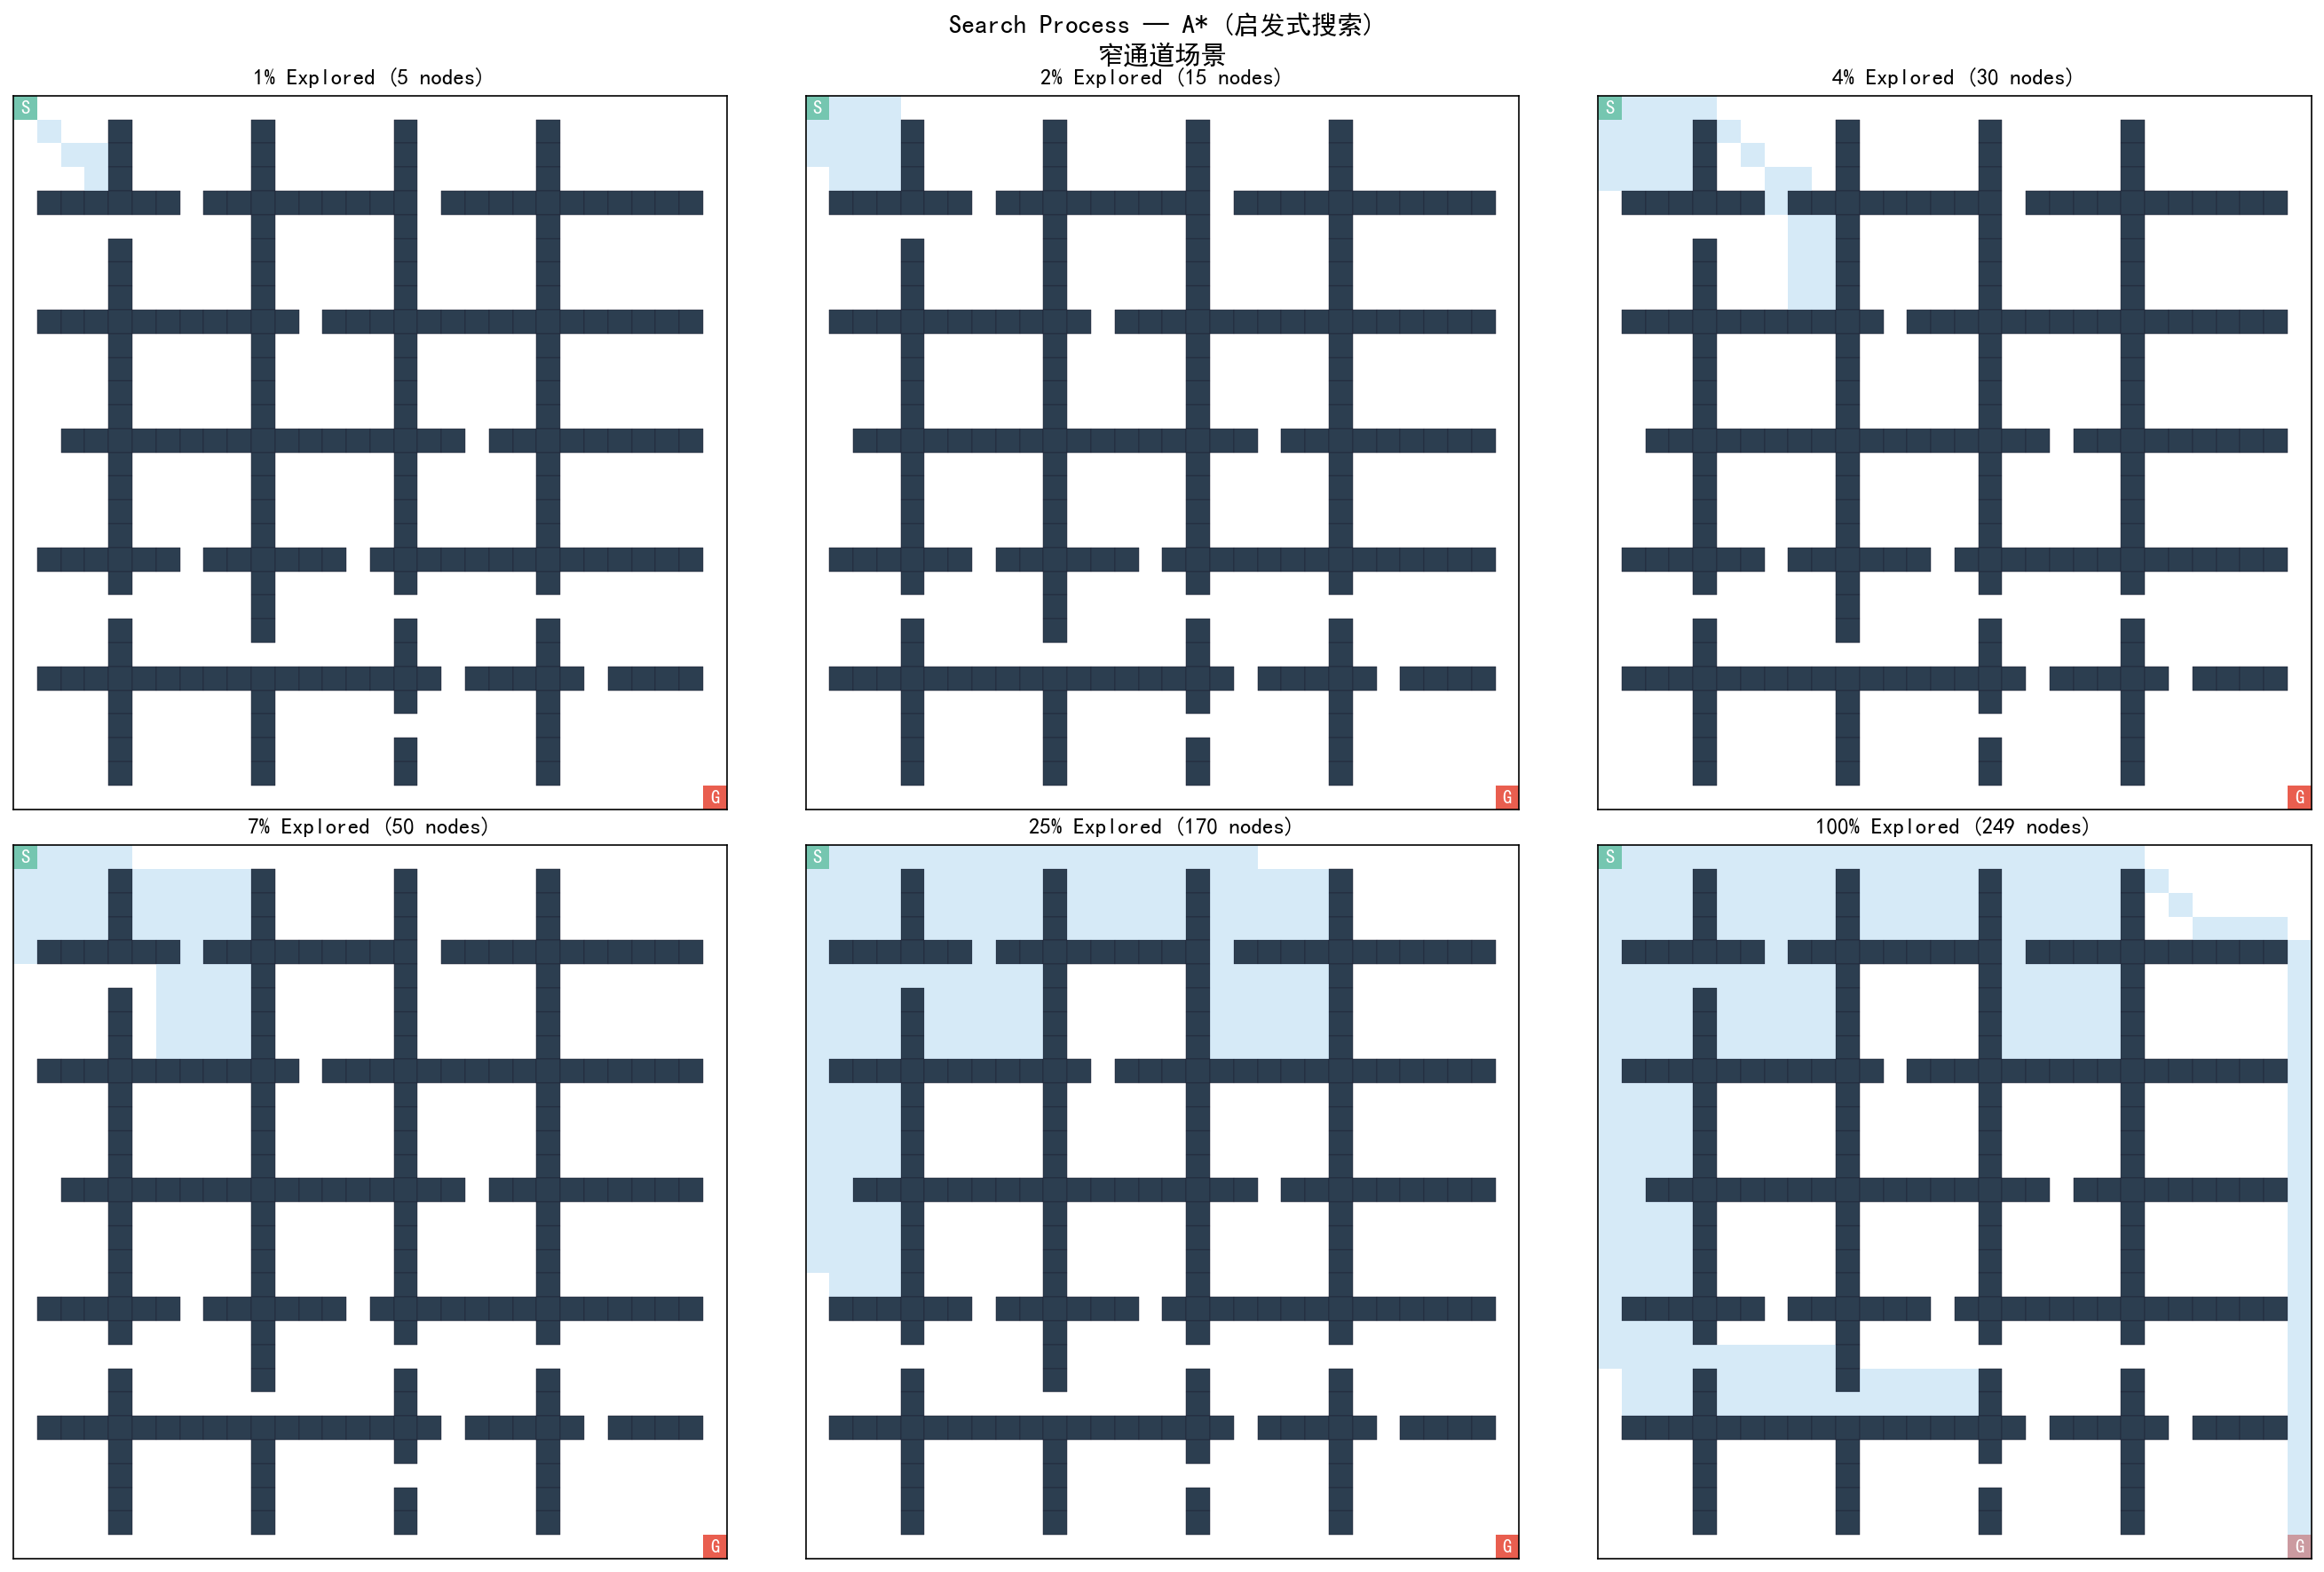 Search Process — A* (启发式搜索)
窄通道场景
1% Explored (5 nodes)
2% Explored (15 nodes)
4% Explored (30 nodes)
S
S
S
G
G
G
7% Explored (50 nodes)
25% Explored (170 nodes)
100% Explored (249 nodes)
S
S
S
G
G
G